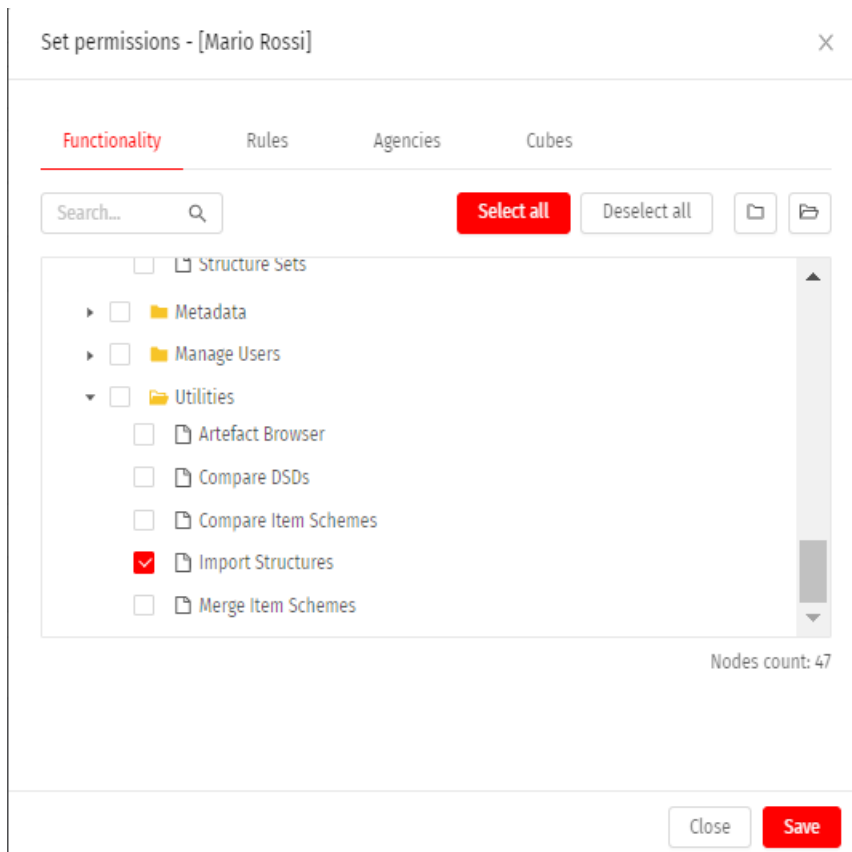 Set permissions - [Mario Rossi]
Functionality Rules Agencies Cubes
Search... Select all Deselect all
Structure Sets
Metadata
Manage Users
Utilities
Artefact Browser
Compare DSDs
Compare Item Schemes
Import Structures
Merge Item Schemes
Nodes count: 47
Close Save